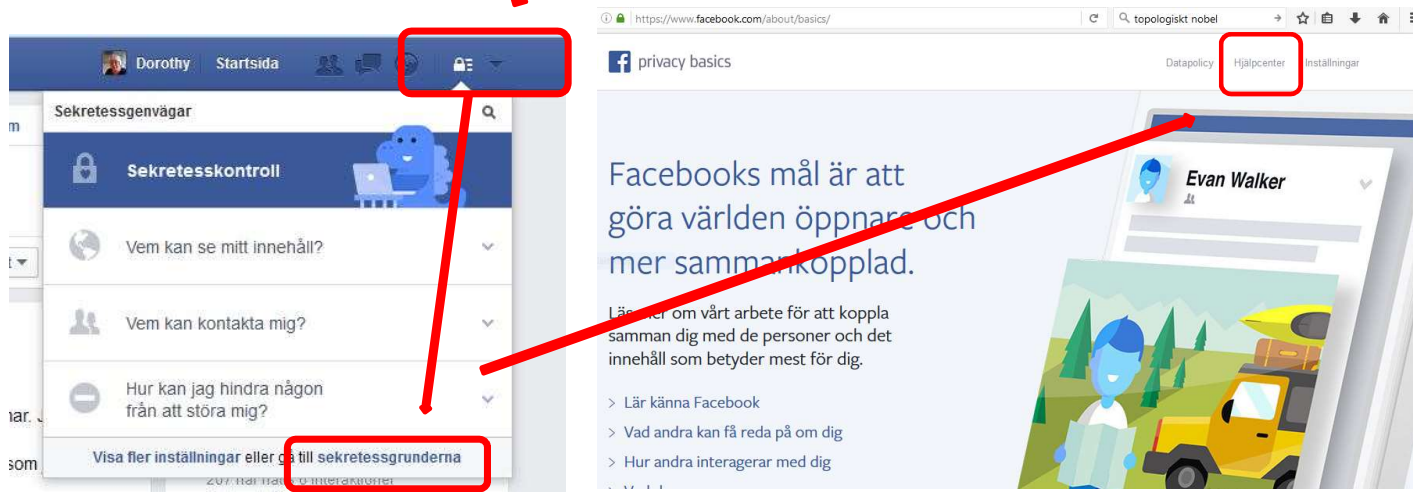 Dorothy Startsida
Sekretessgenvägar
m
Sekretesskontroll
Vem kan se mitt innehåll?
t
Vem kan kontakta mig?
Hur kan jag hindra någon
från att störa mig?
nar. J
som
Visa fler inställningar eller gå till sekretessgrunderna
https://www.facebook.com/about/basics/
topologiskt nobel
privacy basics
Datapolicy Hjälpcenter Inställningar
Facebooks mål är att
göra världen öppnare och
mer sammankopplad.
Läs mer om vårt arbete för att koppla
samman dig med de personer och det
innehåll som betyder mest för dig.
> Lär känna Facebook
> Vad andra kan få reda på om dig
> Hur andra interagerar med dig
Evan Walker